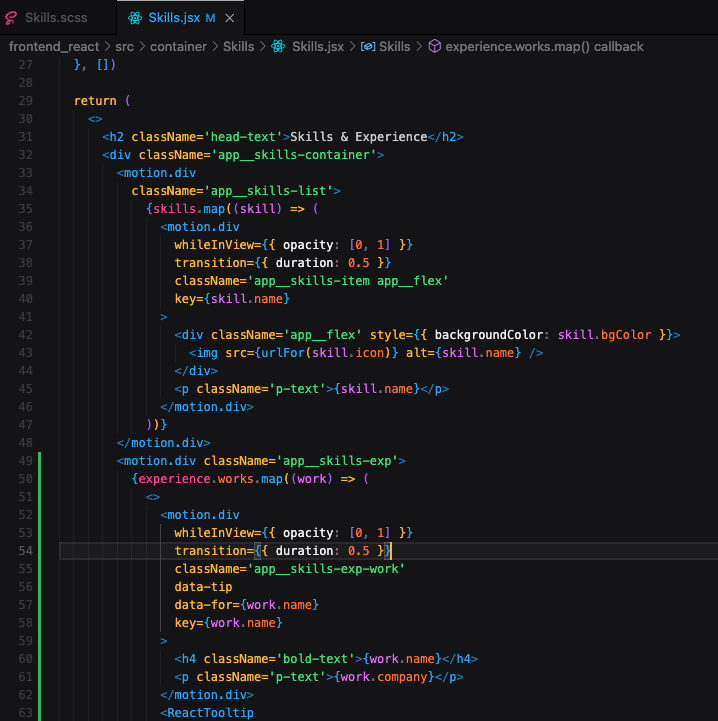 Skills.scss Skills.jsx M ×
frontend_react > src > container > Skills > Skills.jsx > Skills > experience.works.map() callback
27 }, [])
28
29 return (
30 <>
31 <h2 className='head-text'>Skills & Experience</h2>
32 <div className='app__skills-container'>
33 <motion.div
34 className='app__skills-list'>
35 {skills.map((skill) => (
36 <motion.div
37 whileInView={{ opacity: [0, 1] }}
38 transition={{ duration: 0.5 }}
39 className='app__skills-item app__flex'
40 key={skill.name}
41 >
42 <div className='app__flex' style={{ backgroundColor: skill.bgColor }}>
43 <img src={urlFor(skill.icon)} alt={skill.name} />
44 </div>
45 <p className='p-text'>{skill.name}</p>
46 </motion.div>
47 ))}
48 </motion.div>
49 <motion.div className='app__skills-exp'>
50 {experience.works.map((work) => (
51 <>
52 <motion.div
53 whileInView={{ opacity: [0, 1] }}
54 transition={{ duration: 0.5 }}
55 className='app__skills-exp-work'
56 data-tip
57 data-for={work.name}
58 key={work.name}
59 >
60 <h4 className='bold-text'>{work.name}</h4>
61 <p className='p-text'>{work.company}</p>
62 </motion.div>
63 <ReactTooltip